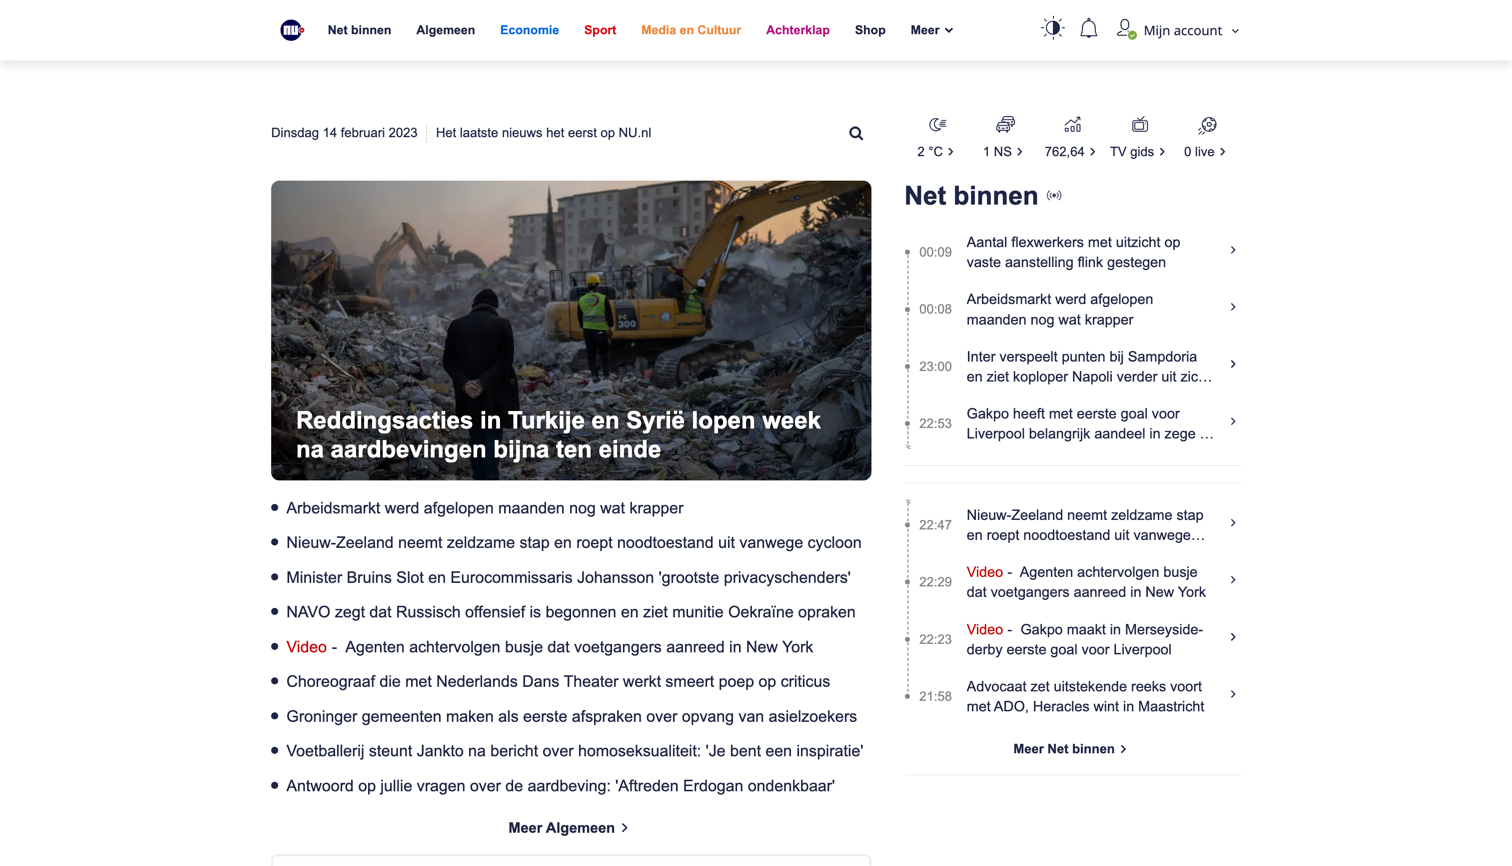 NU.nl
Net binnen
Algemeen
Economie
Sport
Media en Cultuur
Achterklap
Shop
Meer
Mijn account
Dinsdag 14 februari 2023
Het laatste nieuws het eerst op NU.nl
2 °C
1 NS
762,64
TV gids
0 live
PC 300
KOMATSU
Reddingsacties in Turkije en Syrië lopen week
na aardbevingen bijna ten einde
Arbeidsmarkt werd afgelopen maanden nog wat krapper
Nieuw-Zeeland neemt zeldzame stap en roept noodtoestand uit vanwege cycloon
Minister Bruins Slot en Eurocommissaris Johansson 'grootste privacyschenders'
NAVO zegt dat Russisch offensief is begonnen en ziet munitie Oekraïne opraken
Video - Agenten achtervolgen busje dat voetgangers aanreed in New York
Choreograaf die met Nederlands Dans Theater werkt smeert poep op criticus
Groninger gemeenten maken als eerste afspraken over opvang van asielzoekers
Voetballerij steunt Jankto na bericht over homoseksualiteit: 'Je bent een inspiratie'
Antwoord op jullie vragen over de aardbeving: 'Aftreden Erdogan ondenkbaar'
Meer Algemeen
Net binnen
00:09
Aantal flexwerkers met uitzicht op
vaste aanstelling flink gestegen
00:08
Arbeidsmarkt werd afgelopen
maanden nog wat krapper
23:00
Inter verspeelt punten bij Sampdoria
en ziet koploper Napoli verder uit zic…
22:53
Gakpo heeft met eerste goal voor
Liverpool belangrijk aandeel in zege …
22:47
Nieuw-Zeeland neemt zeldzame stap
en roept noodtoestand uit vanwege…
22:29
Video - Agenten achtervolgen busje
dat voetgangers aanreed in New York
22:23
Video - Gakpo maakt in Merseyside-
derby eerste goal voor Liverpool
21:58
Advocaat zet uitstekende reeks voort
met ADO, Heracles wint in Maastricht
Meer Net binnen